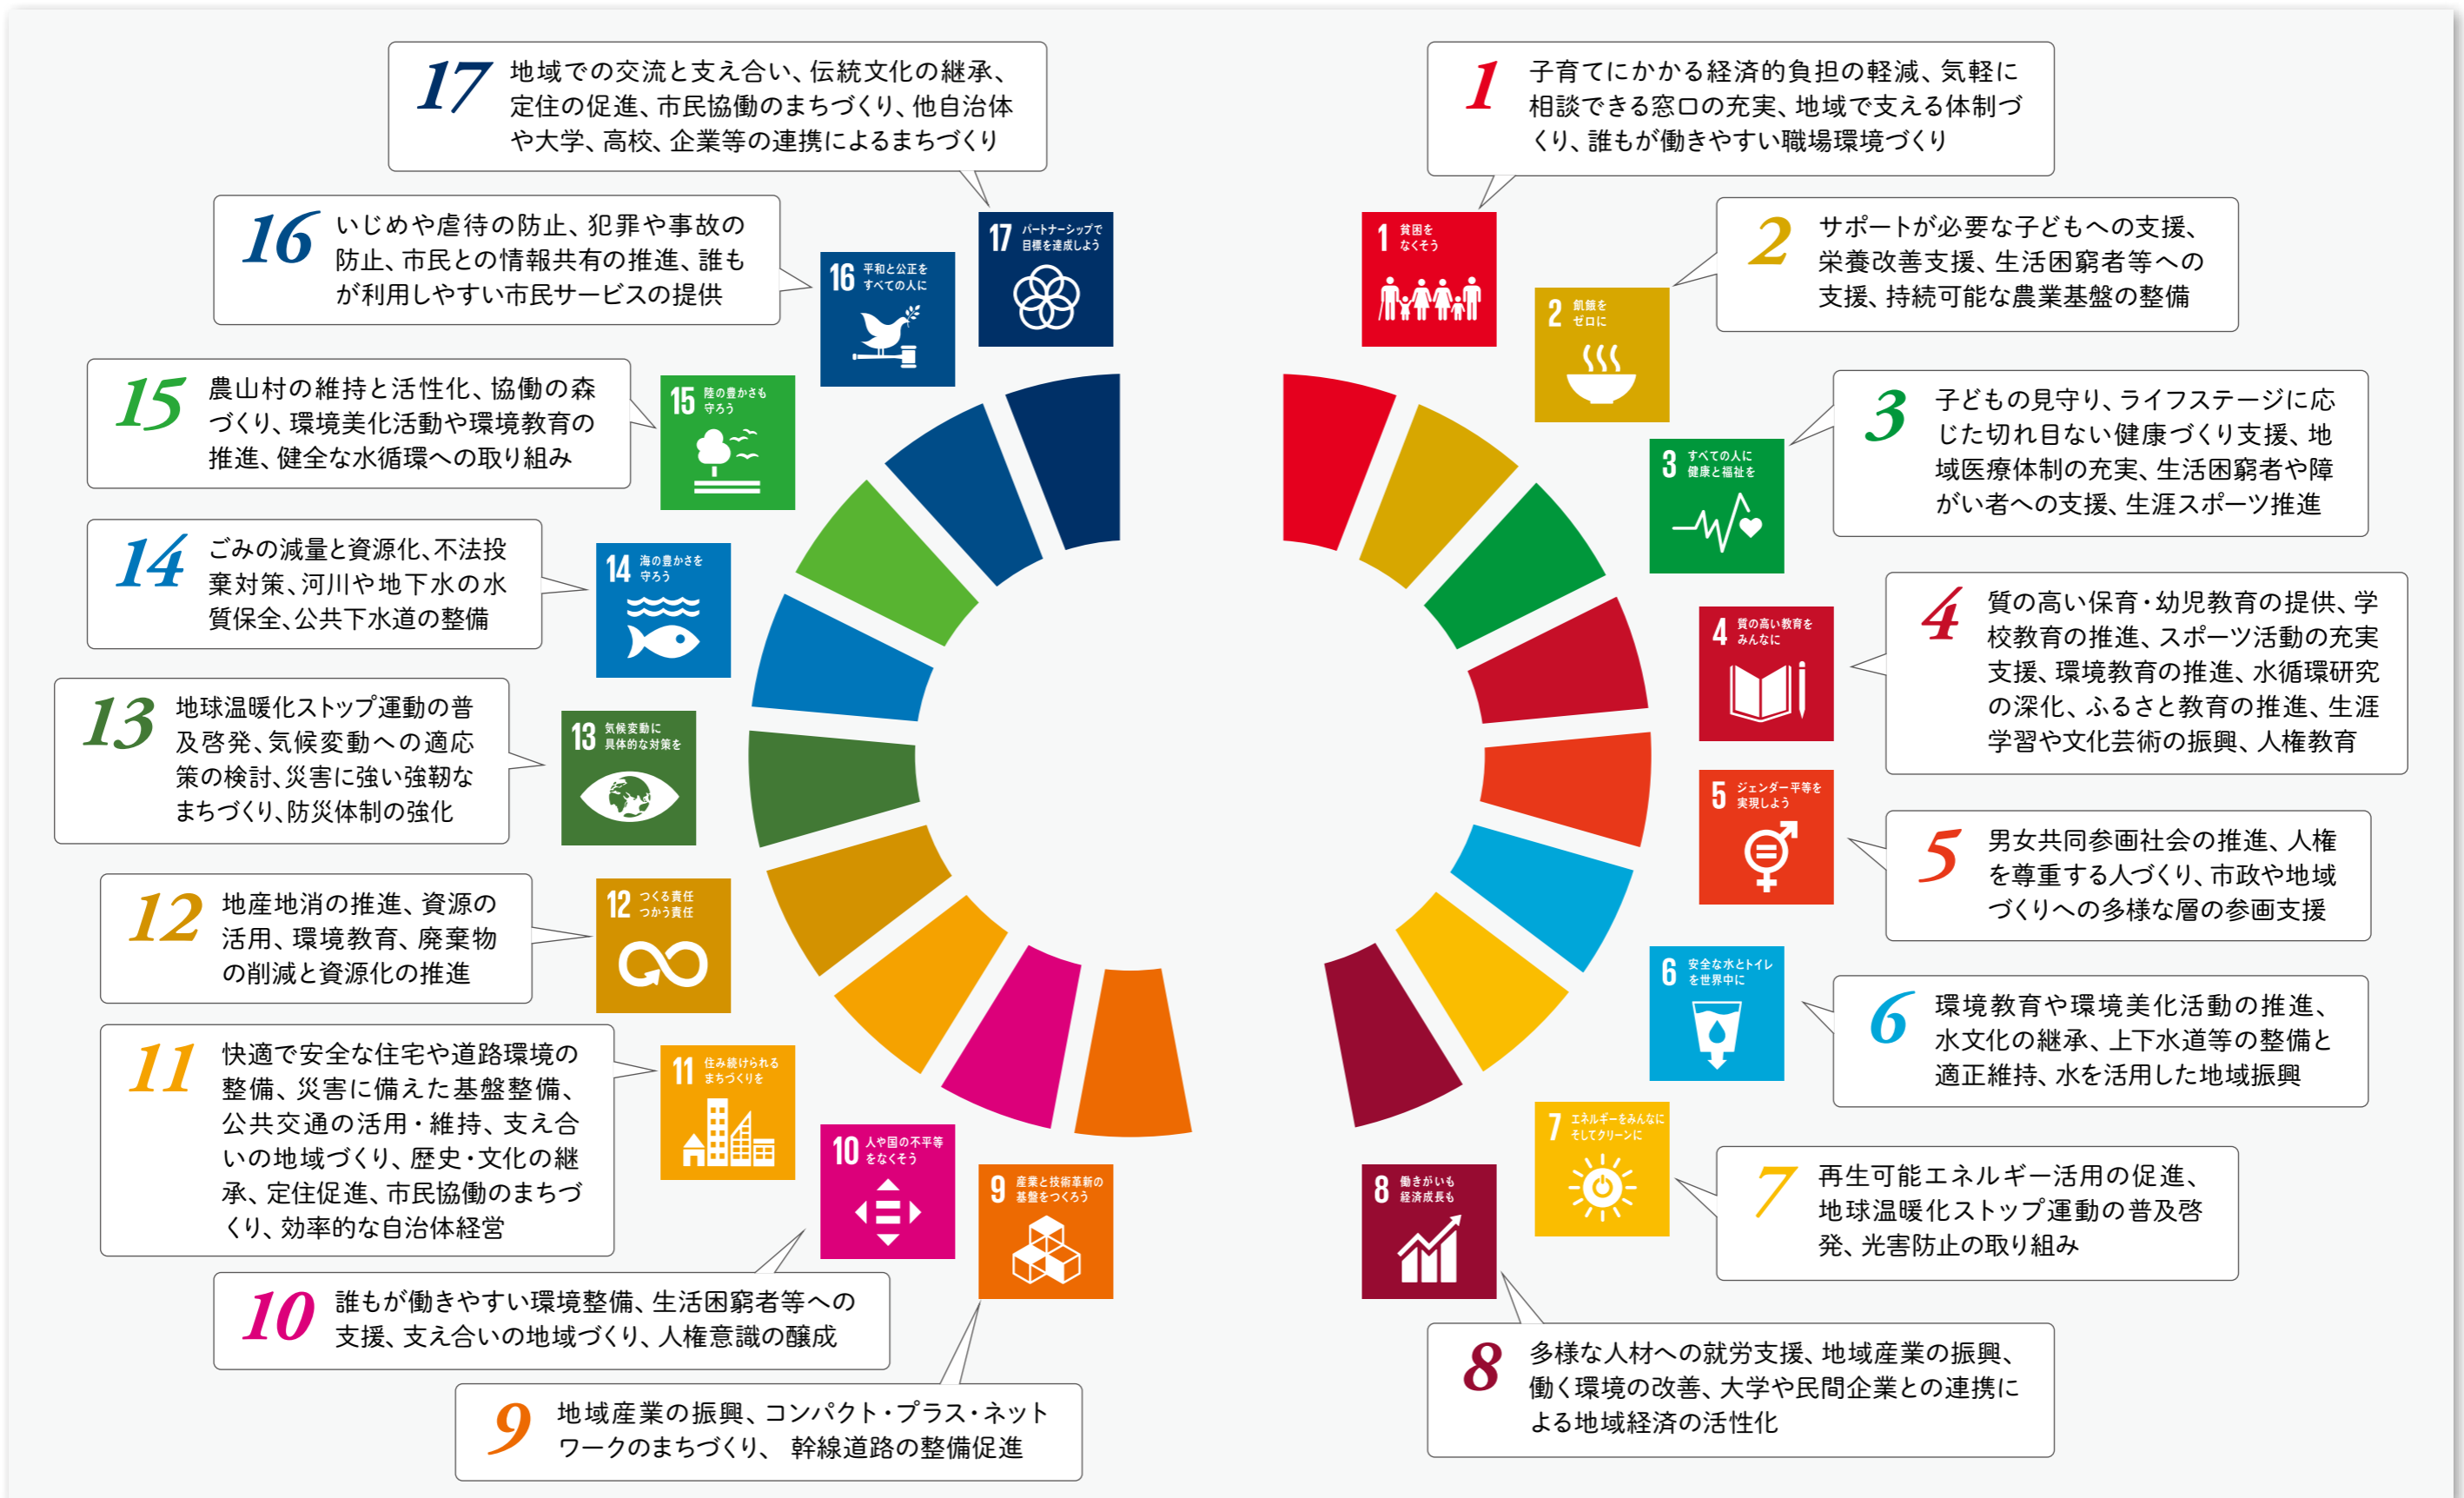 17
地域での交流と支え合い、伝統文化の継承、
定住の促進、市民協働のまちづくり、他自治体
や大学、高校、企業等の連携によるまちづくり
17 パートナーシップで
目標を達成しよう
1
子育てにかかる経済的負担の軽減、気軽に
相談できる窓口の充実、地域で支える体制づ
くり、誰もが働きやすい職場環境づくり
1 貧困を
なくそう
2
サポートが必要な子どもへの支援、
栄養改善支援、生活困窮者等への
支援、持続可能な農業基盤の整備
2 飢餓を
ゼロに
3
子どもの見守り、ライフステージに応
じた切れ目ない健康づくり支援、地
域医療体制の充実、生活困窮者や障
がい者への支援、生涯スポーツ推進
3 すべての人に
健康と福祉を
4
質の高い保育・幼児教育の提供、学
校教育の推進、スポーツ活動の充実
支援、環境教育の推進、水循環研究
の深化、ふるさと教育の推進、生涯
学習や文化芸術の振興、人権教育
4 質の高い教育を
みんなに
5
男女共同参画社会の推進、人権
を尊重する人づくり、市政や地域
づくりへの多様な層の参画支援
5 ジェンダー平等を
実現しよう
6
環境教育や環境美化活動の推進、
水文化の継承、上下水道等の整備と
適正維持、水を活用した地域振興
6 安全な水とトイレ
を世界中に
7
再生可能エネルギー活用の促進、
地球温暖化ストップ運動の普及啓
発、光害防止の取り組み
7 エネルギーをみんなに
そしてクリーンに
8
多様な人材への就労支援、地域産業の振興、
働く環境の改善、大学や民間企業との連携に
よる地域経済の活性化
8 働きがいも
経済成長も
9
地域産業の振興、コンパクト・プラス・ネット
ワークのまちづくり、 幹線道路の整備促進
9 産業と技術革新の
基盤をつくろう
10
誰もが働きやすい環境整備、生活困窮者等への
支援、支え合いの地域づくり、人権意識の醸成
10 人や国の不平等
をなくそう
11
快適で安全な住宅や道路環境の
整備、災害に備えた基盤整備、
公共交通の活用・維持、支え合
いの地域づくり、歴史・文化の継
承、定住促進、市民協働のまちづ
くり、効率的な自治体経営
11 住み続けられる
まちづくりを
12
地産地消の推進、資源の
活用、環境教育、廃棄物
の削減と資源化の推進
12 つくる責任
つかう責任
13
地球温暖化ストップ運動の普
及啓発、気候変動への適応
策の検討、災害に強い強靭な
まちづくり、防災体制の強化
13 気候変動に
具体的な対策を
14
ごみの減量と資源化、不法投
棄対策、河川や地下水の水
質保全、公共下水道の整備
14 海の豊かさを
守ろう
15
農山村の維持と活性化、協働の森
づくり、環境美化活動や環境教育の
推進、健全な水循環への取り組み
15 陸の豊かさも
守ろう
16
いじめや虐待の防止、犯罪や事故の
防止、市民との情報共有の推進、誰も
が利用しやすい市民サービスの提供
16 平和と公正を
すべての人に